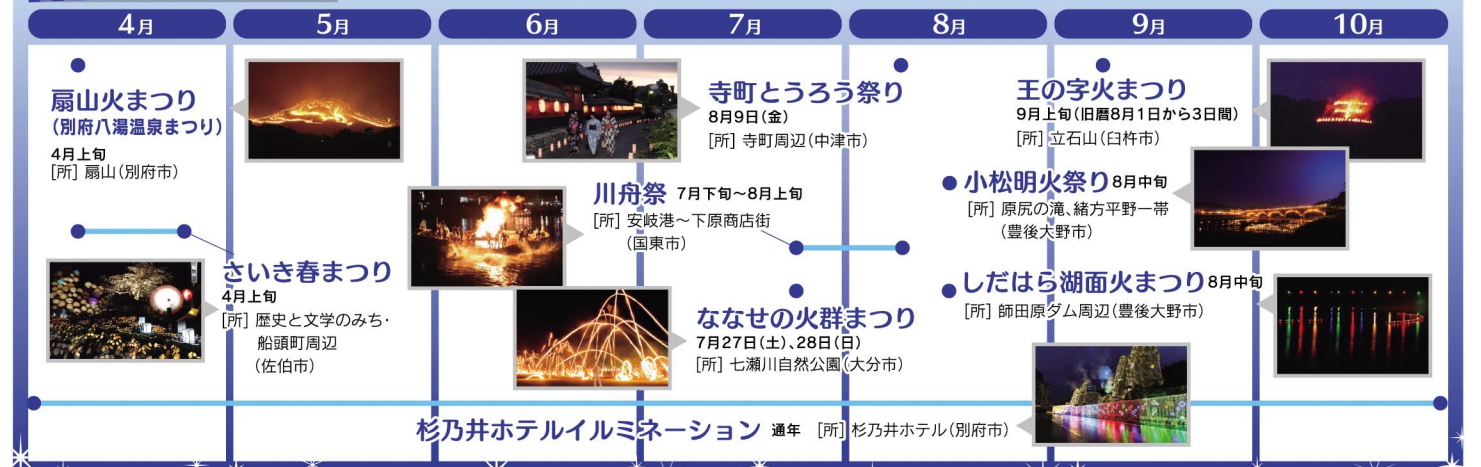 4月
5月
6月
7月
8月
9月
10月
扇山火まつり
(別府八湯温泉まつり)
4月上旬
[所] 扇山(別府市)
さいき春まつり
4月上旬
[所] 歴史と文学のみち・
船頭町周辺
(佐伯市)
寺町とうろう祭り
8月9日(金)
[所] 寺町周辺(中津市)
川舟祭 7月下旬~8月上旬
[所] 安岐港~下原商店街
(国東市)
ななせの火群まつり
7月27日(土)、28日(日)
[所] 七瀬川自然公園(大分市)
王の字火まつり
9月上旬(旧暦8月1日から3日間)
[所] 立石山(臼杵市)
小松明火祭り 8月中旬
[所] 原尻の滝、緒方平野一帯
(豊後大野市)
しだはら湖面火まつり 8月中旬
[所] 師田原ダム周辺(豊後大野市)
杉乃井ホテルイルミネーション 通年 [所] 杉乃井ホテル(別府市)